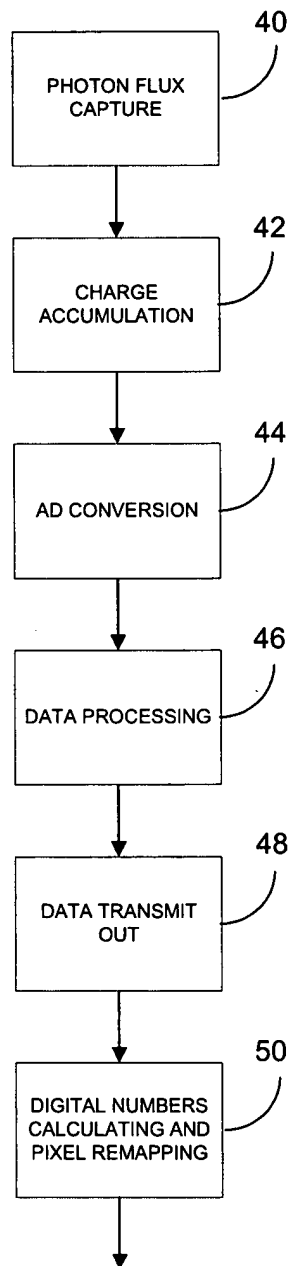 40
PHOTON FLUX
CAPTURE
42
CHARGE
ACCUMULATION
44
AD CONVERSION
46
DATA PROCESSING
48
DATA TRANSMIT
OUT
50
DIGITAL NUMBERS
CALCULATING AND
PIXEL REMAPPING